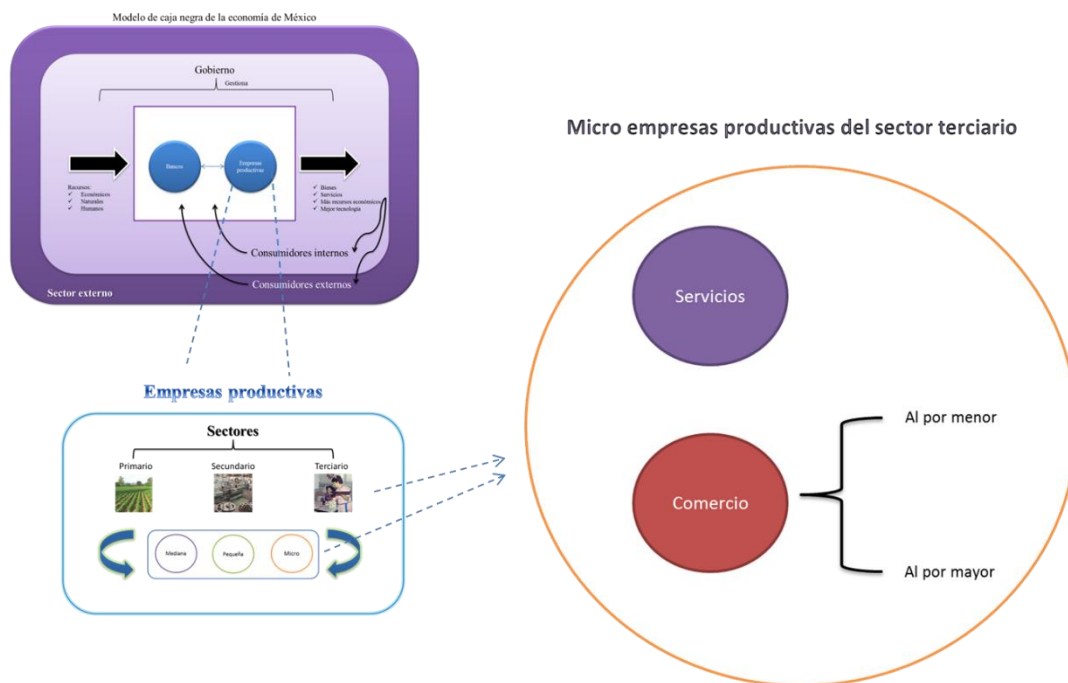 Modelo de caja negra de la economía de México
Gobierno
Gestiona
Bancos
Empresas
productivas
Recursos:
✓ Económicos
✓ Naturales
✓ Humanos
✓ Bienes
✓ Servicios
✓ Más recursos económicos
✓ Mejor tecnología
Consumidores internos
Consumidores externos
Sector externo
Empresas productivas
Sectores
Primario
Secundario
Terciario
Mediana
Pequeña
Micro
Micro empresas productivas del sector terciario
Servicios
Comercio
Al por menor
Al por mayor